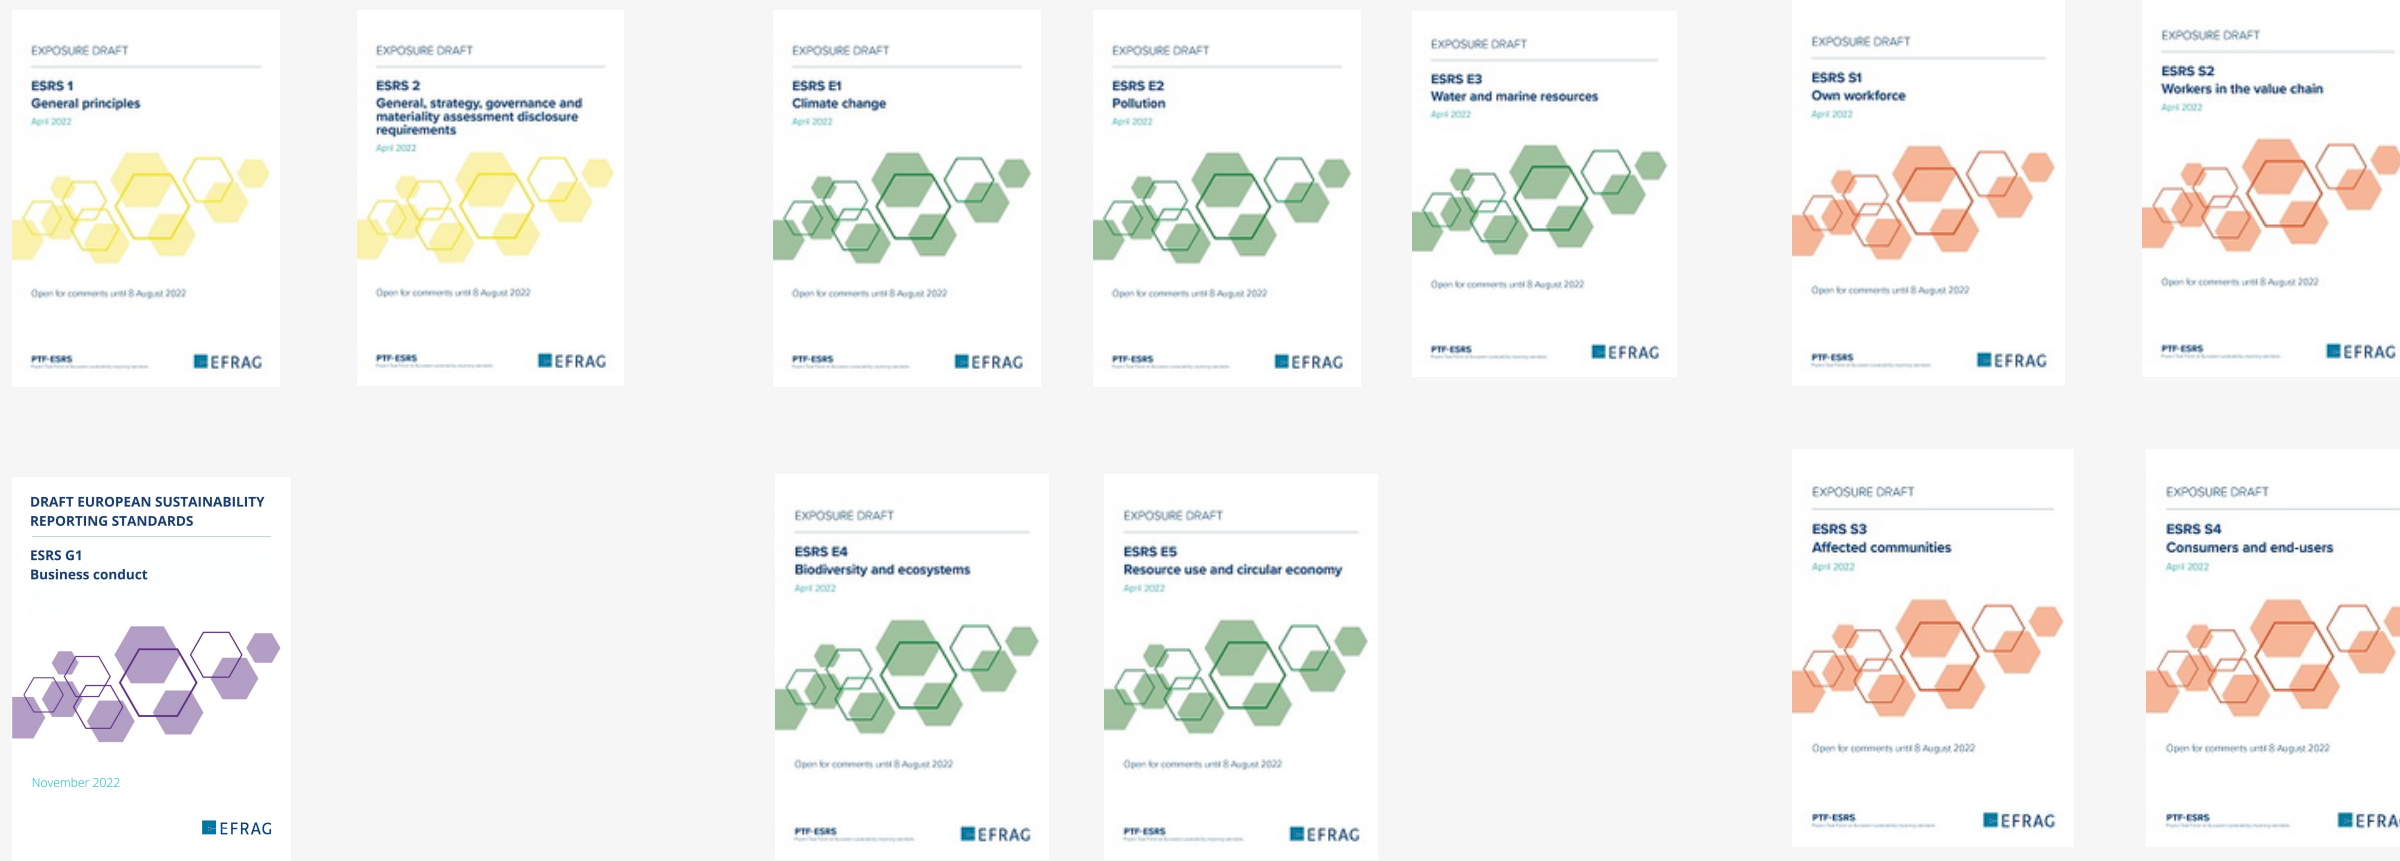 EXPOSURE DRAFT
ESRS 1
General principles
April 2022
Open for comments until 8 August 2022
PTF-ESRS
EFRAG
EXPOSURE DRAFT
ESRS 2
General, strategy, governance and
materiality assessment disclosure
requirements
April 2022
Open for comments until 8 August 2022
PTF-ESRS
EFRAG
EXPOSURE DRAFT
ESRS E1
Climate change
April 2022
Open for comments until 8 August 2022
PTF-ESRS
EFRAG
EXPOSURE DRAFT
ESRS E2
Pollution
April 2022
Open for comments until 8 August 2022
PTF-ESRS
EFRAG
EXPOSURE DRAFT
ESRS E3
Water and marine resources
April 2022
Open for comments until 8 August 2022
PTF-ESRS
EFRAG
EXPOSURE DRAFT
ESRS S1
Own workforce
April 2022
Open for comments until 8 August 2022
PTF-ESRS
EFRAG
EXPOSURE DRAFT
ESRS S2
Workers in the value chain
April 2022
Open for comments until 8 August 2022
PTF-ESRS
EFRAG
DRAFT EUROPEAN SUSTAINABILITY
REPORTING STANDARDS
ESRS G1
Business conduct
November 2022
EFRAG
EXPOSURE DRAFT
ESRS E4
Biodiversity and ecosystems
April 2022
Open for comments until 8 August 2022
PTF-ESRS
EFRAG
EXPOSURE DRAFT
ESRS E5
Resource use and circular economy
April 2022
Open for comments until 8 August 2022
PTF-ESRS
EFRAG
EXPOSURE DRAFT
ESRS S3
Affected communities
April 2022
Open for comments until 8 August 2022
PTF-ESRS
EFRAG
EXPOSURE DRAFT
ESRS S4
Consumers and end-users
April 2022
Open for comments until 8 August 2022
PTF-ESRS